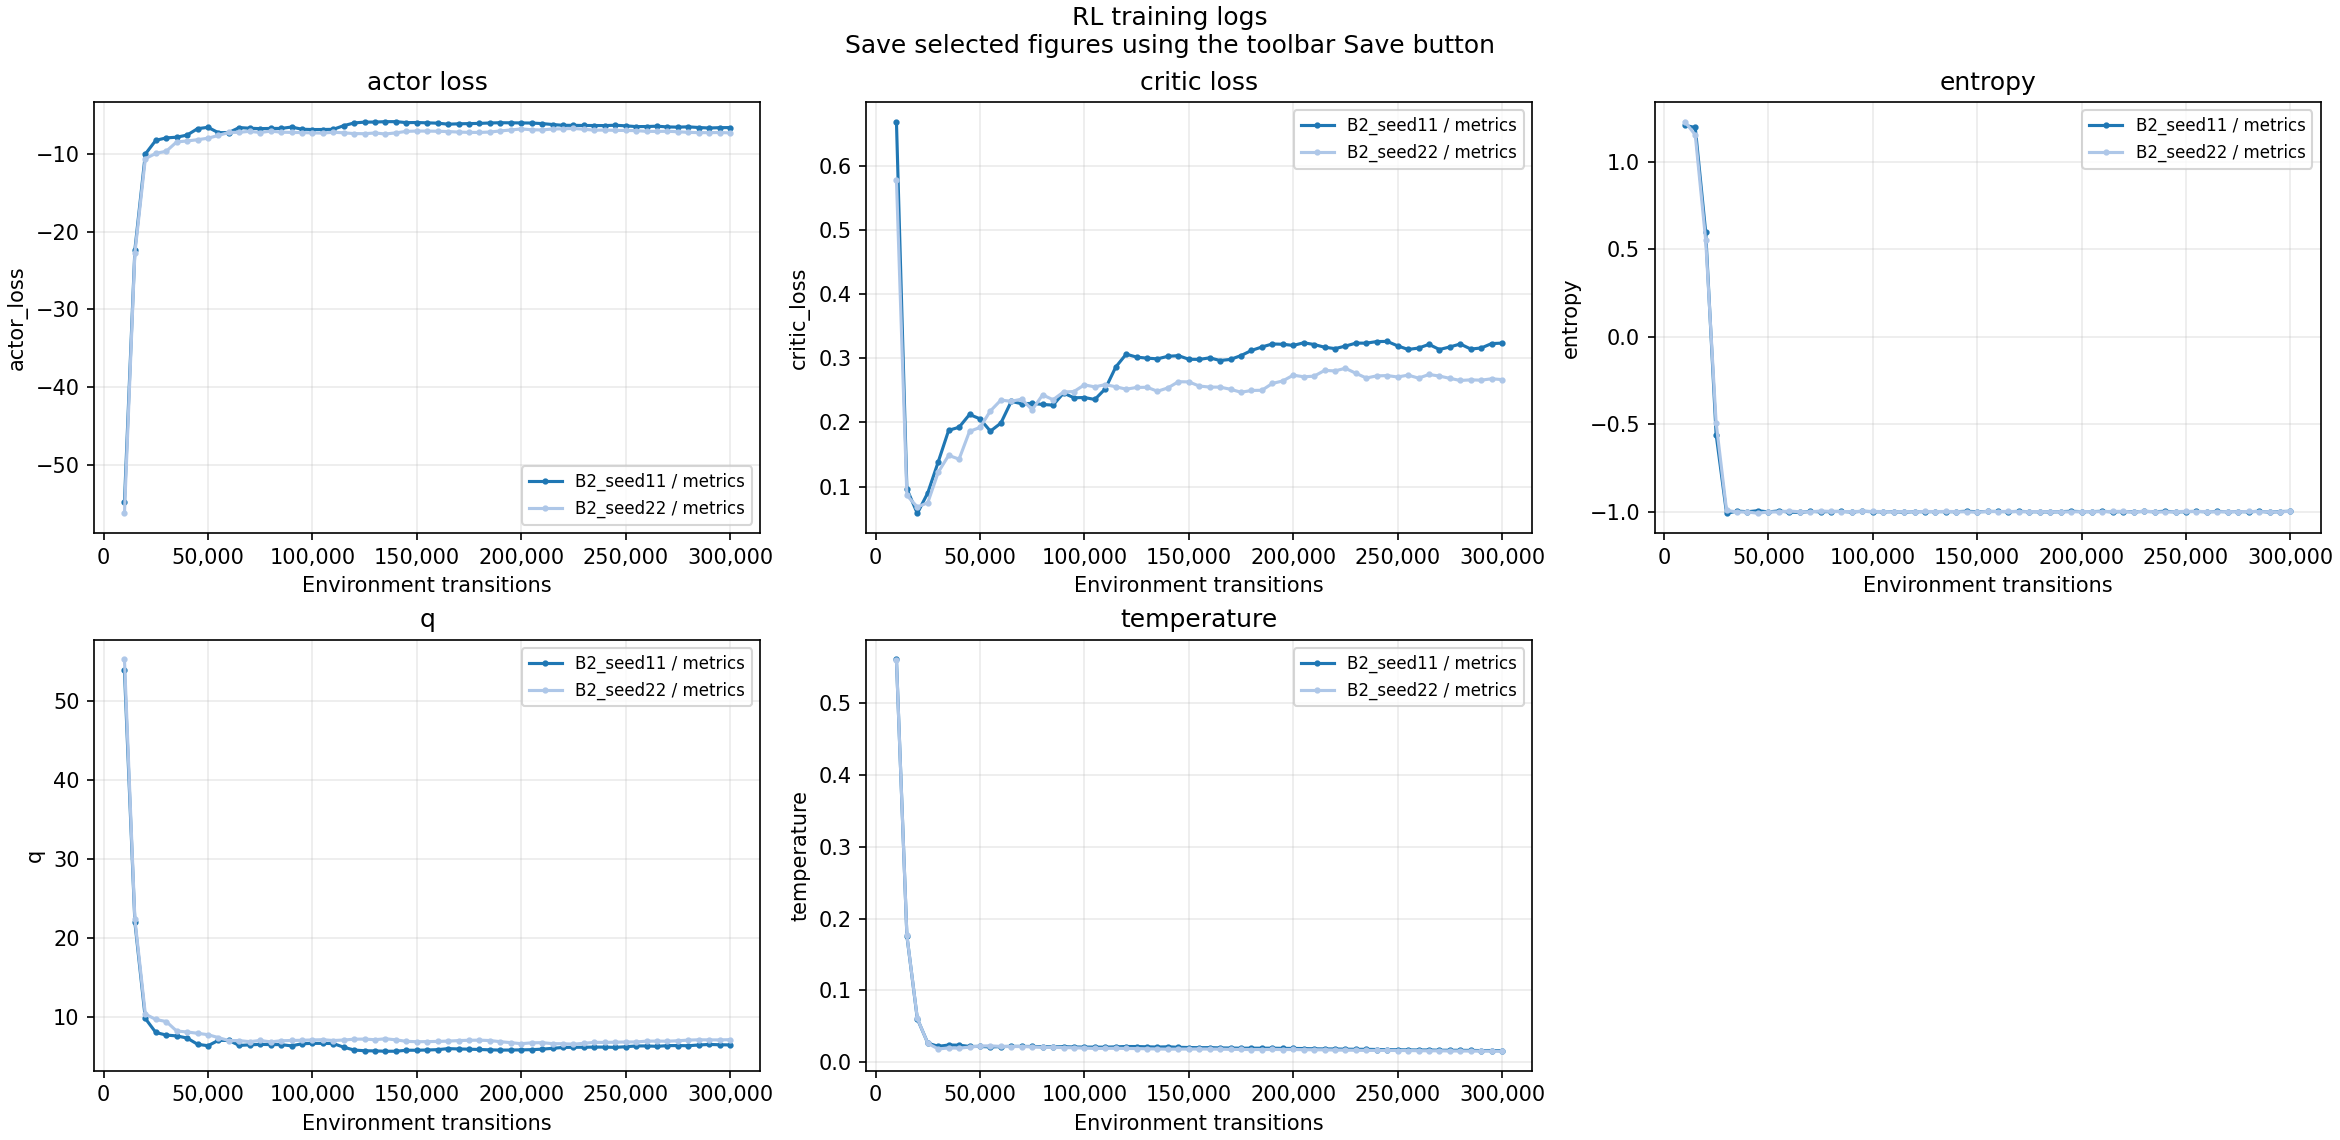 RL training logs
Save selected figures using the toolbar Save button
actor loss
actor_loss
−10
−20
−30
−40
−50
B2_seed11 / metrics
B2_seed22 / metrics
0
50,000
100,000
150,000
200,000
250,000
300,000
Environment transitions
critic loss
critic_loss
0.6
0.5
0.4
0.3
0.2
0.1
B2_seed11 / metrics
B2_seed22 / metrics
0
50,000
100,000
150,000
200,000
250,000
300,000
Environment transitions
entropy
entropy
1.0
0.5
0.0
−0.5
−1.0
B2_seed11 / metrics
B2_seed22 / metrics
0
50,000
100,000
150,000
200,000
250,000
300,000
Environment transitions
q
q
50
40
30
20
10
B2_seed11 / metrics
B2_seed22 / metrics
0
50,000
100,000
150,000
200,000
250,000
300,000
Environment transitions
temperature
temperature
0.5
0.4
0.3
0.2
0.1
0.0
B2_seed11 / metrics
B2_seed22 / metrics
0
50,000
100,000
150,000
200,000
250,000
300,000
Environment transitions